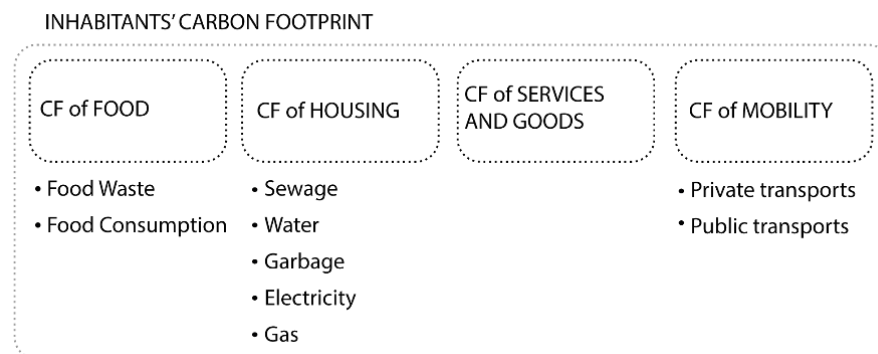 INHABITANTS' CARBON FOOTPRINT
CF of FOOD
• Food Waste
• Food Consumption
CF of HOUSING
• Sewage
• Water
• Garbage
• Electricity
• Gas
CF of SERVICES
AND GOODS
CF of MOBILITY
• Private transports
• Public transports